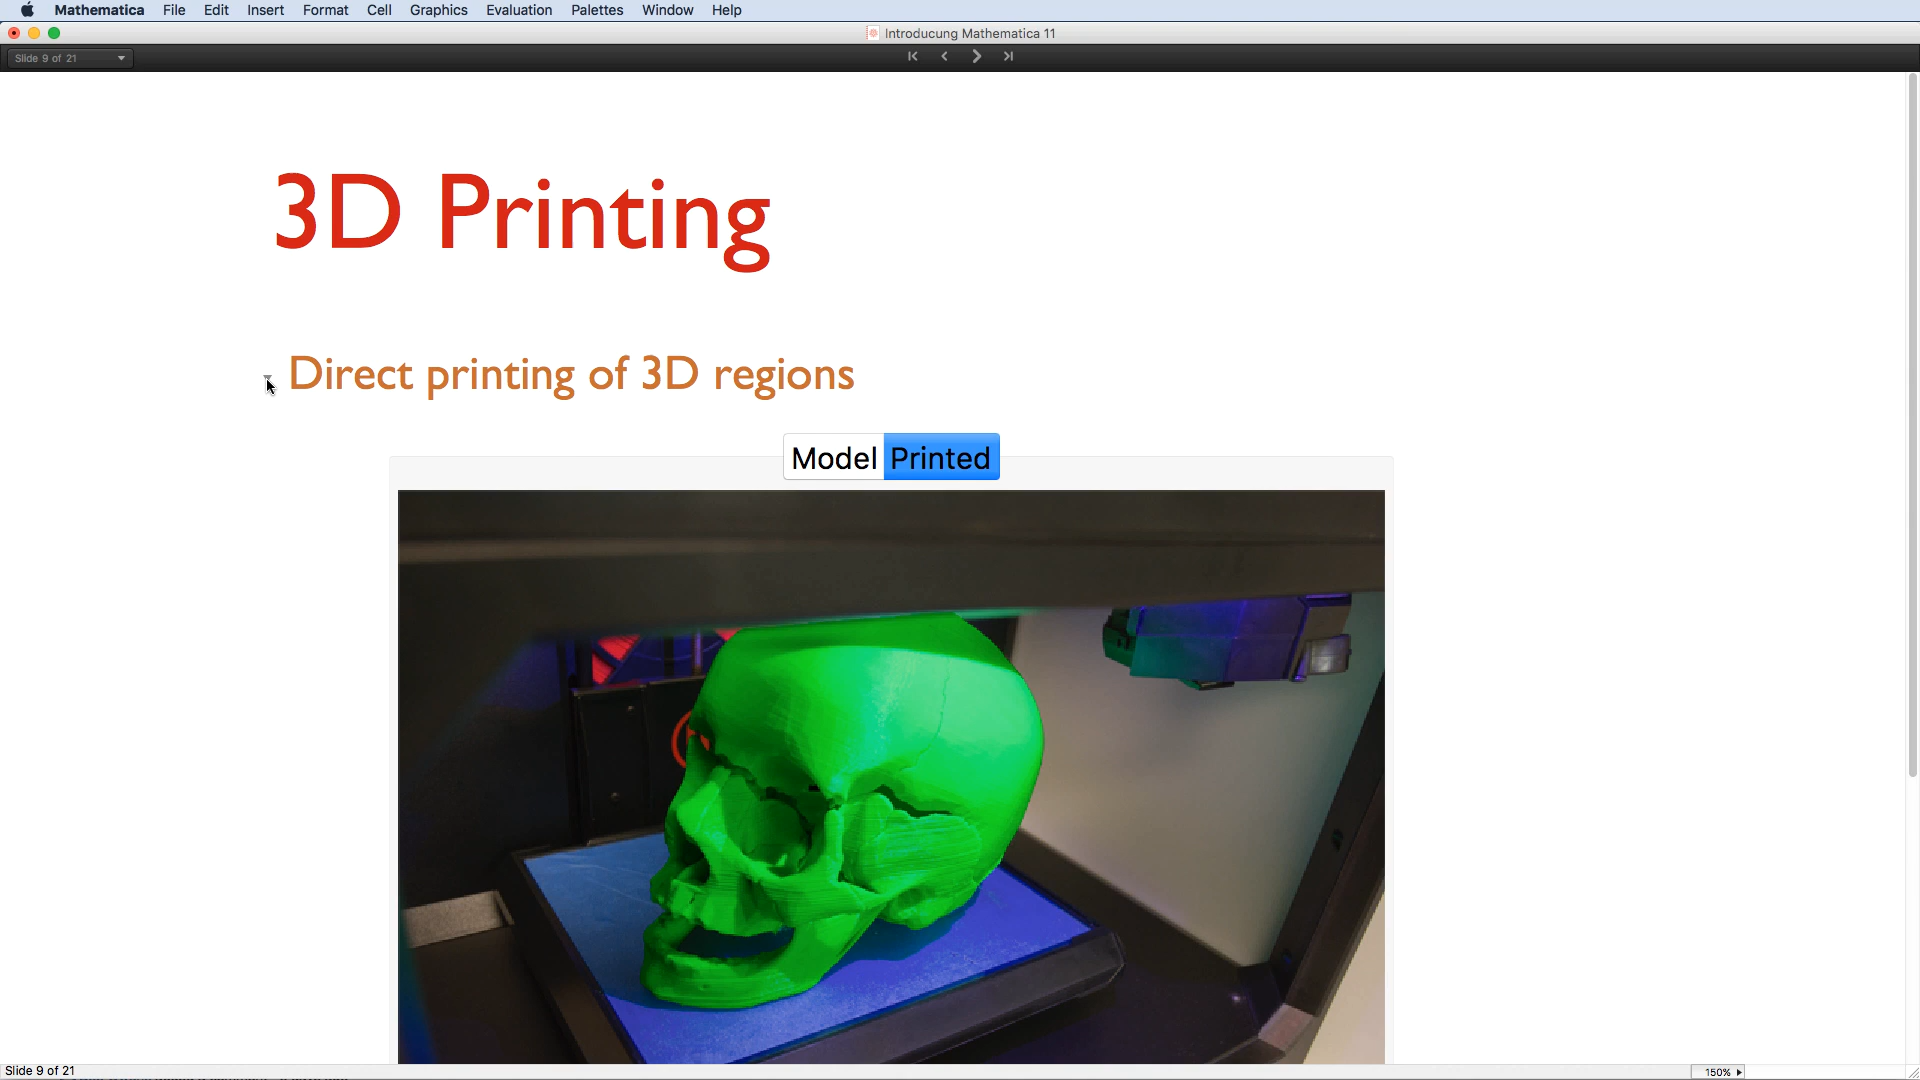 Mathematica File Edit Insert Format Cell Graphics Evaluation Palettes Window Help
Introducung Mathematica 11
Slide 9 of 21
3D Printing
Direct printing of 3D regions
Model Printed
Slide 9 of 21
150%